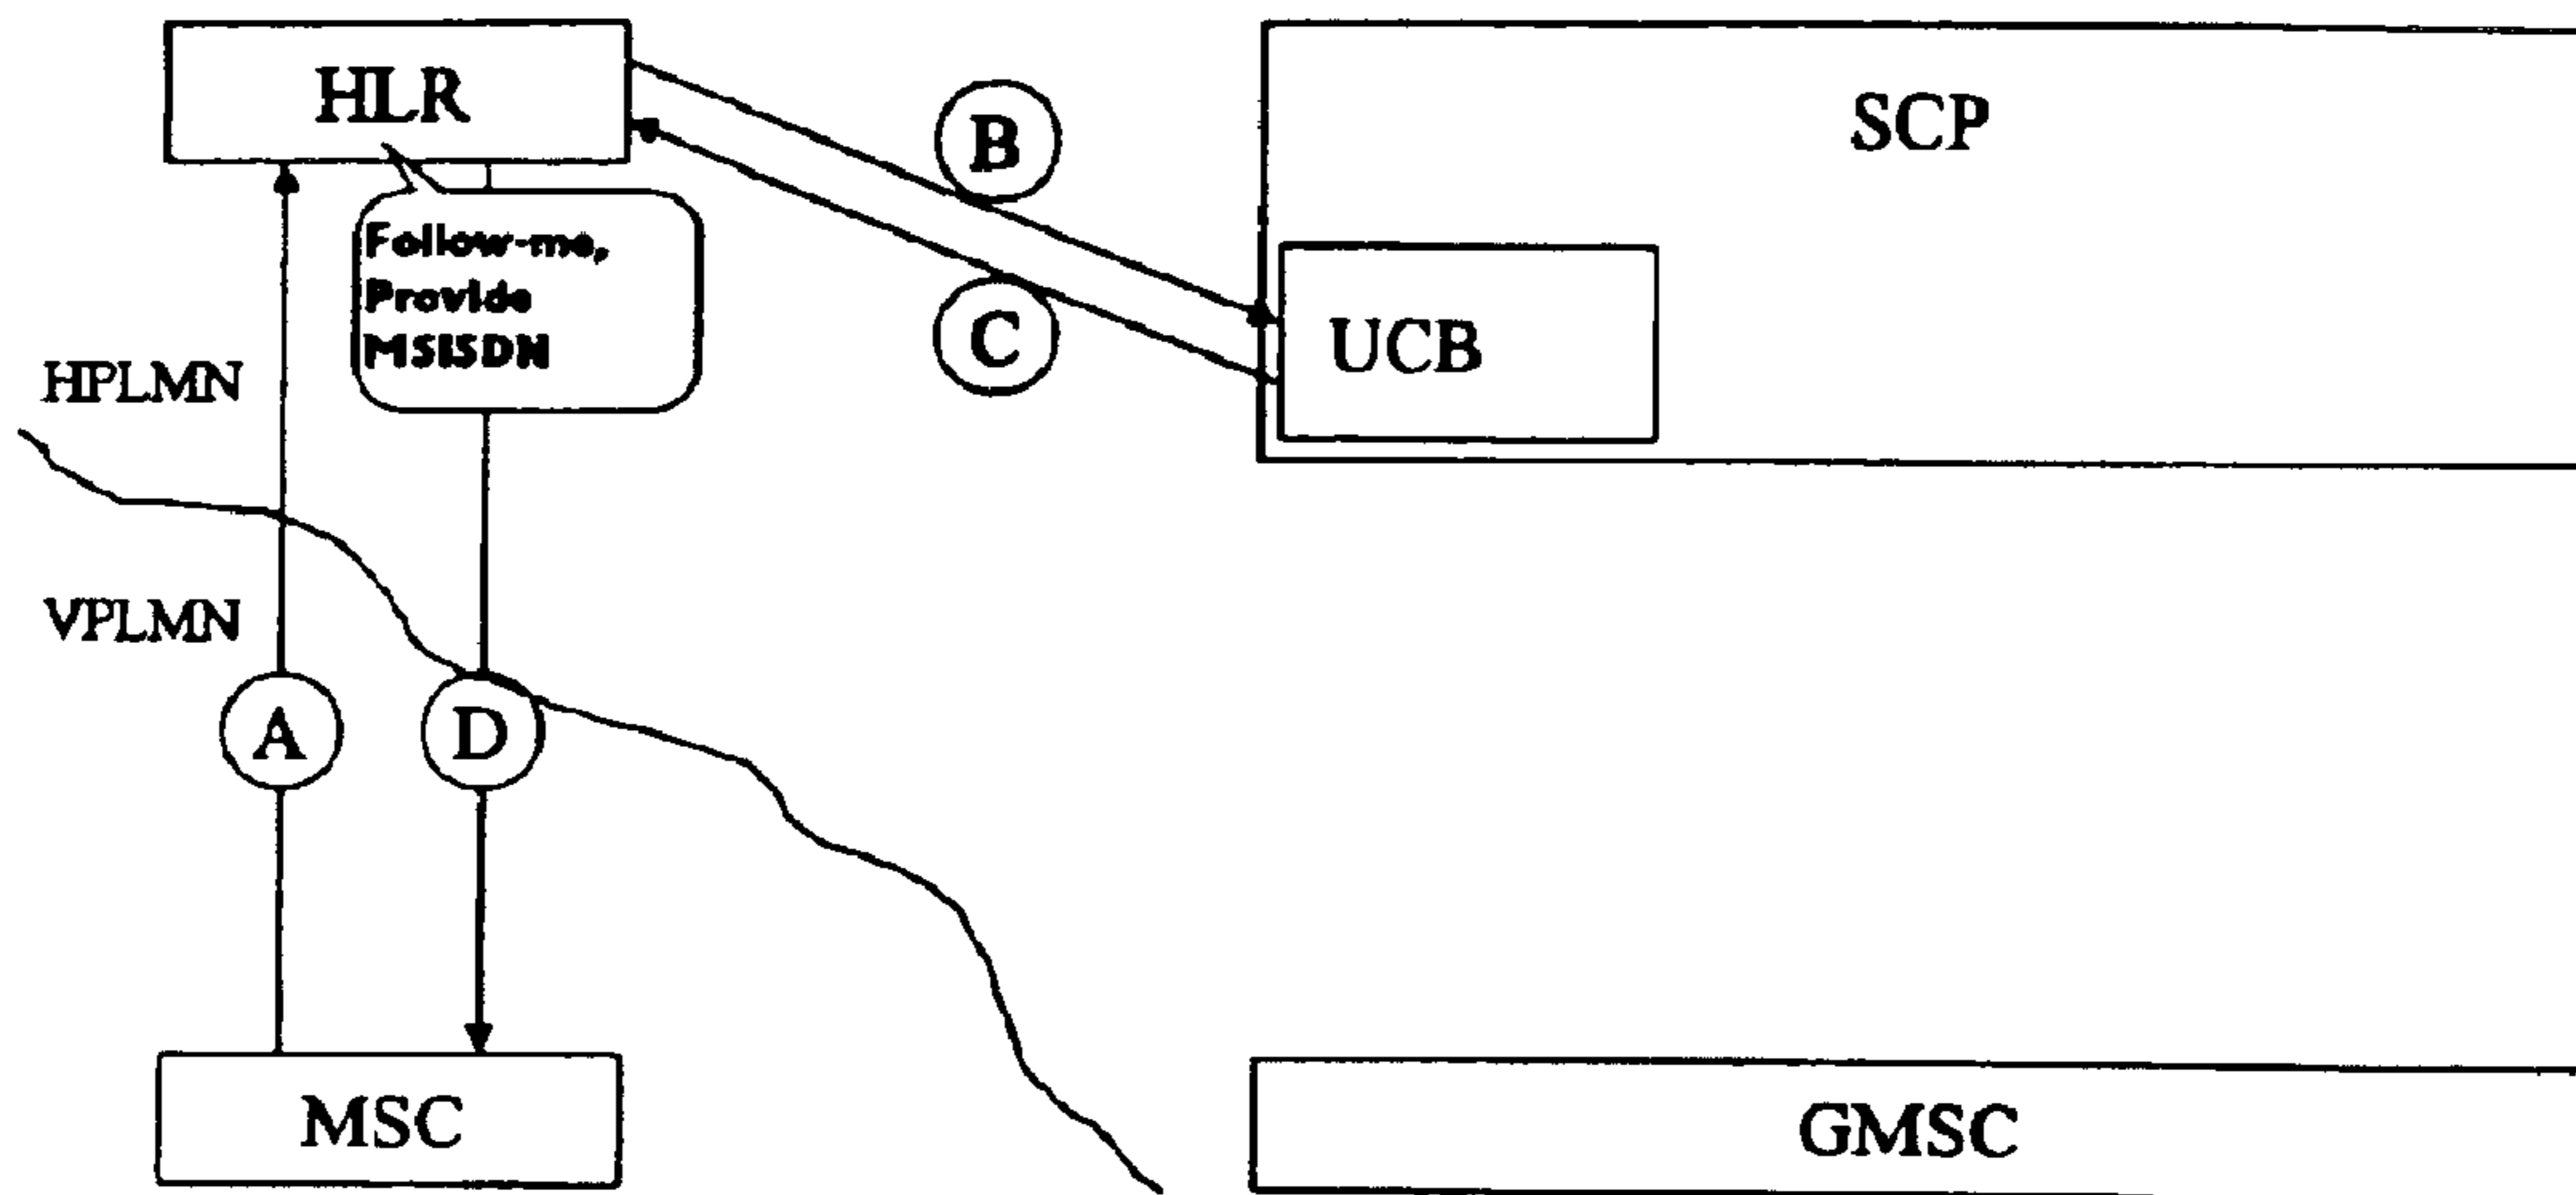 HLR
SCP
B
Follow-me,
Provide
MSISDN
C
UCB
HPLMN
VPLMN
A
D
MSC
GMSC